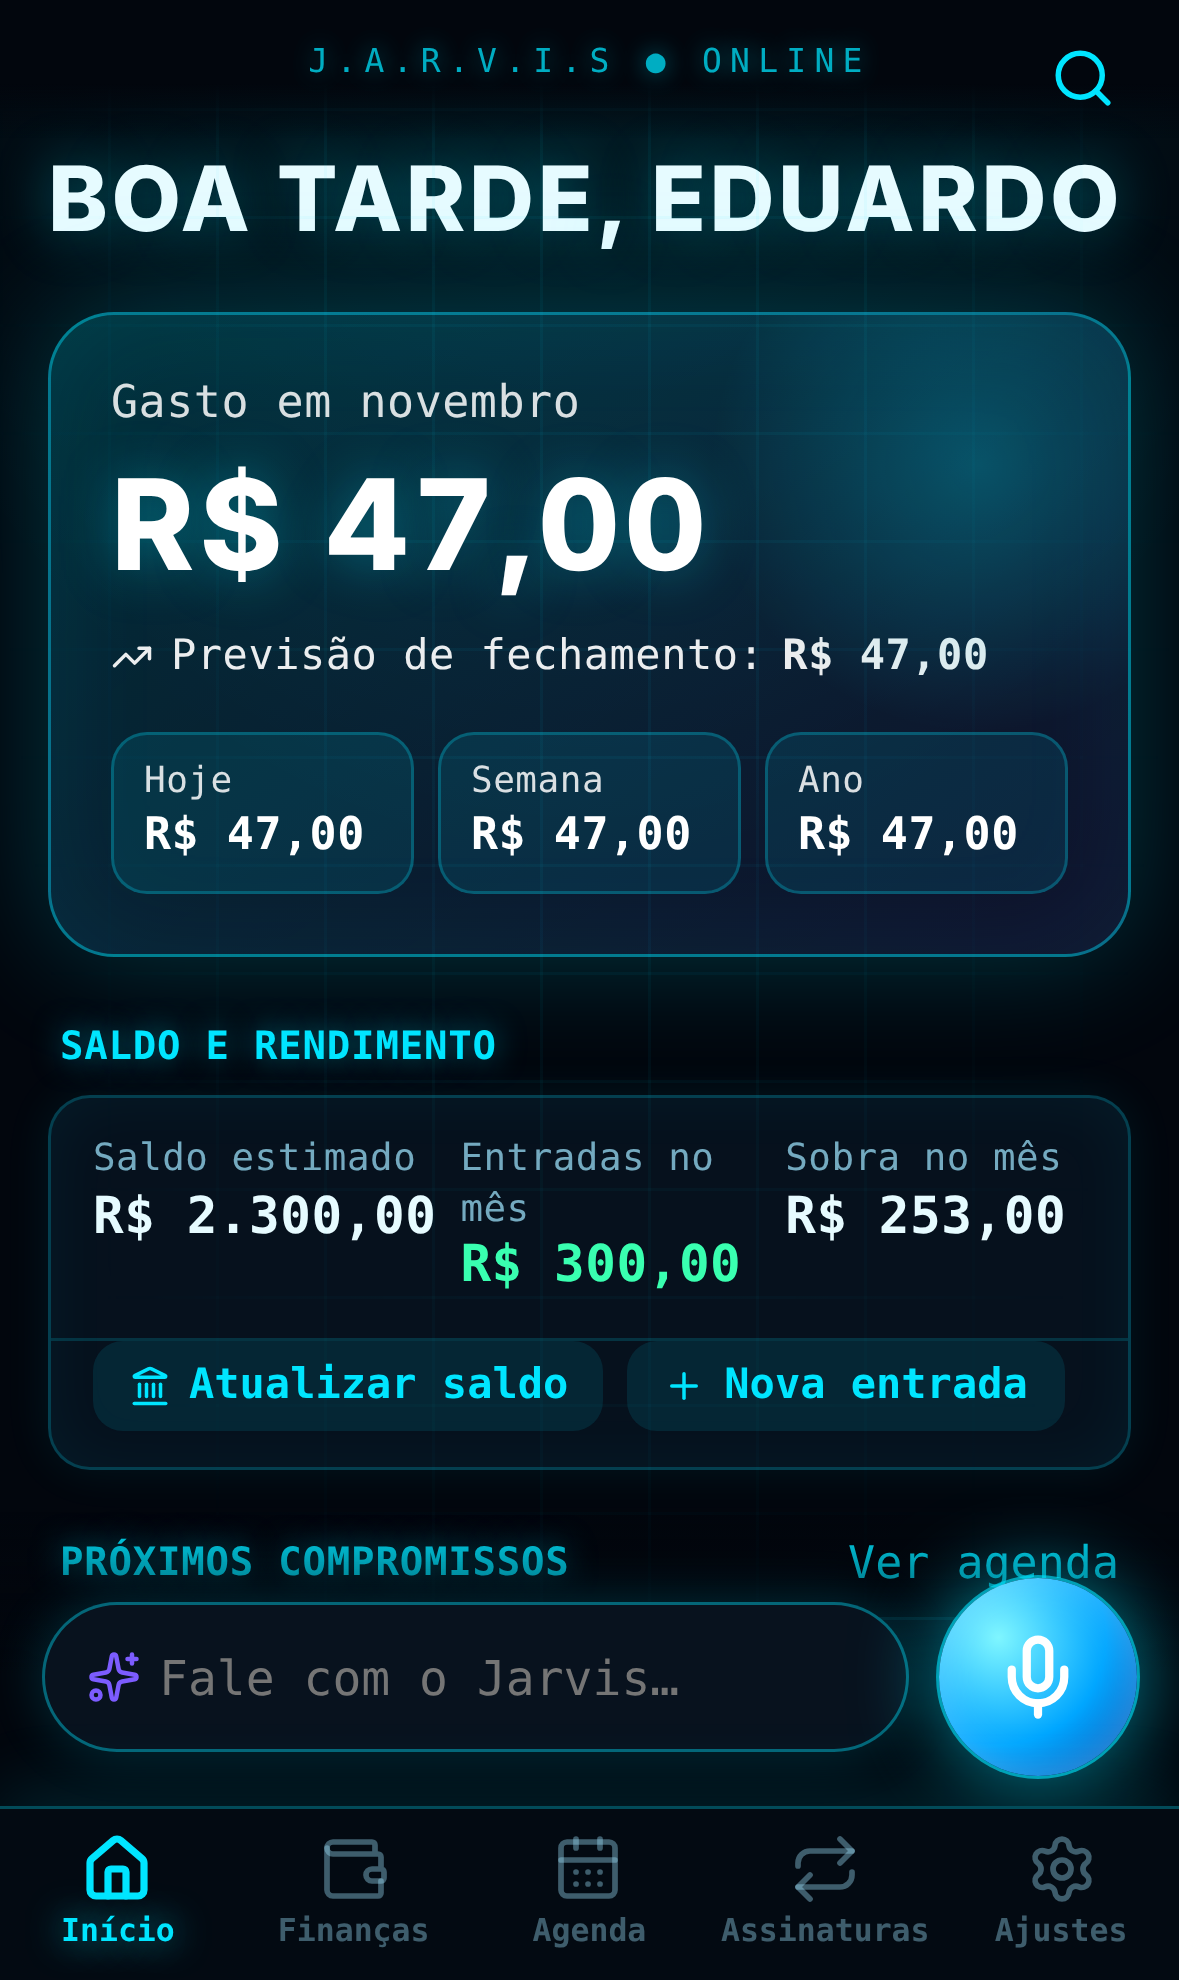 J.A.R.V.I.S ● ONLINE
BOA TARDE, EDUARDO
Gasto em novembro
R$ 47,00
Previsão de fechamento: R$ 47,00
Hoje
R$ 47,00
Semana
R$ 47,00
Ano
R$ 47,00
SALDO E RENDIMENTO
Saldo estimado
R$ 2.300,00
Entradas no
mês
R$ 300,00
Sobra no mês
R$ 253,00
Atualizar saldo
Nova entrada
PRÓXIMOS COMPROMISSOS
Ver agenda
Fale com o Jarvis…
Início
Finanças
Agenda
Assinaturas
Ajustes